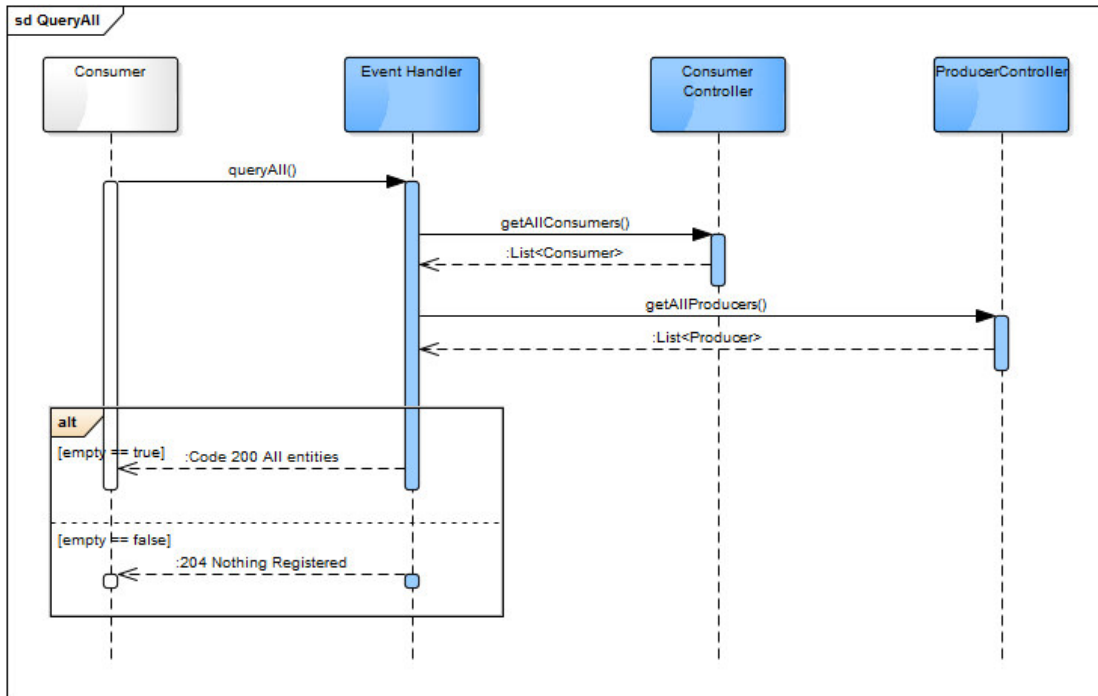 sd QueryAll
Consumer
Event Handler
Consumer
Controller
ProducerController
queryAll()
getAllConsumers()
:List<Consumer>
getAllProducers()
:List<Producer>
alt
[empty == true]
:Code 200 All entities
[empty == false]
:204 Nothing Registered